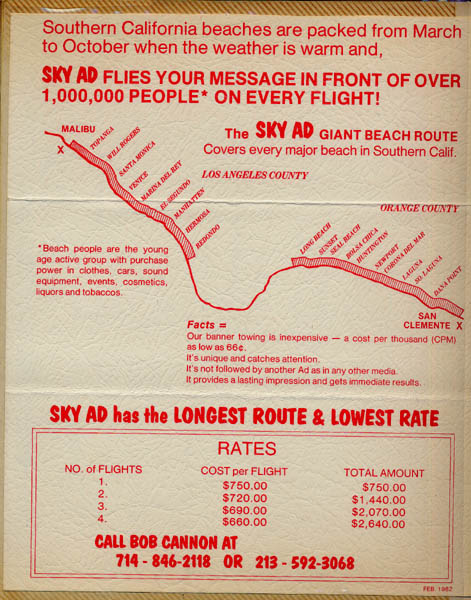 Southern California beaches are packed from March
to October when the weather is warm and,
SKY AD FLIES YOUR MESSAGE IN FRONT OF OVER
1,000,000 PEOPLE* ON EVERY FLIGHT!
MALIBU
X
TOPANGA
WILL ROGERS
SANTA MONICA
VENICE
MARINA DEL REY
EL SEGUNDO
MANHATTEN
HERMOSA
REDONDO
The SKY AD GIANT BEACH ROUTE
Covers every major beach in Southern Calif.
LOS ANGELES COUNTY
ORANGE COUNTY
LONG BEACH
SUNSET
SEAL BEACH
BOLSA CHICA
HUNTINGTON
NEWPORT
CORONA DEL MAR
LAGUNA
SO. LAGUNA
DANA POINT
SAN
CLEMENTE X
*Beach people are the young
age active group with purchase
power in clothes, cars, sound
equipment, events, cosmetics,
liquors and tobaccos.
Facts =
Our banner towing is inexpensive — a cost per thousand (CPM)
as low as 66¢.
It's unique and catches attention.
It's not followed by another Ad as in any other media.
It provides a lasting impression and gets immediate results.
SKY AD has the LONGEST ROUTE & LOWEST RATE
RATES
NO. of FLIGHTS COST per FLIGHT TOTAL AMOUNT
1. $750.00 $750.00
2. $720.00 $1,440.00
3. $690.00 $2,070.00
4. $660.00 $2,640.00
CALL BOB CANNON AT
714 - 846-2118 OR 213 - 592-3068
FEB. 1982